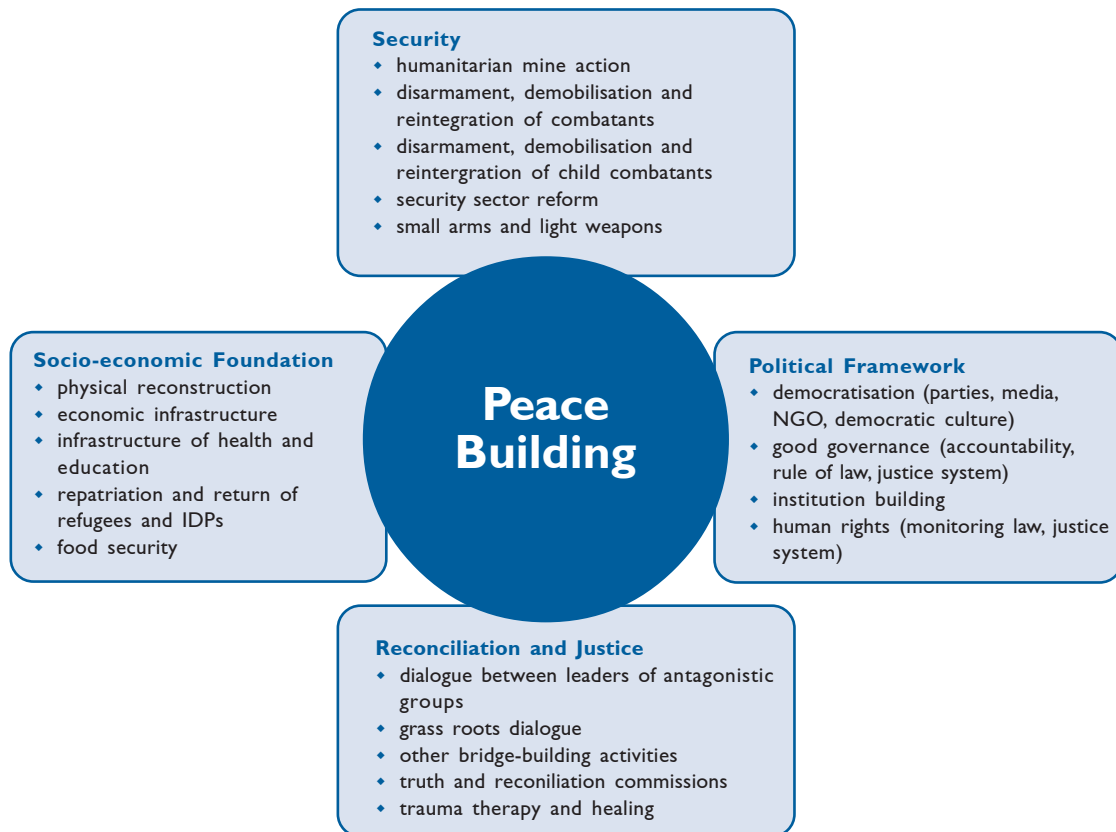 Security
humanitarian mine action
disarmament, demobilisation and
reintegration of combatants
disarmament, demobilisation and
reintergration of child combatants
security sector reform
small arms and light weapons
Socio-economic Foundation
physical reconstruction
economic infrastructure
infrastructure of health and
education
repatriation and return of
refugees and IDPs
food security
Peace
Building
Political Framework
democratisation (parties, media,
NGO, democratic culture)
good governance (accountability,
rule of law, justice system)
institution building
human rights (monitoring law, justice
system)
Reconciliation and Justice
dialogue between leaders of antagonistic
groups
grass roots dialogue
other bridge-building activities
truth and reconiliation commissions
trauma therapy and healing